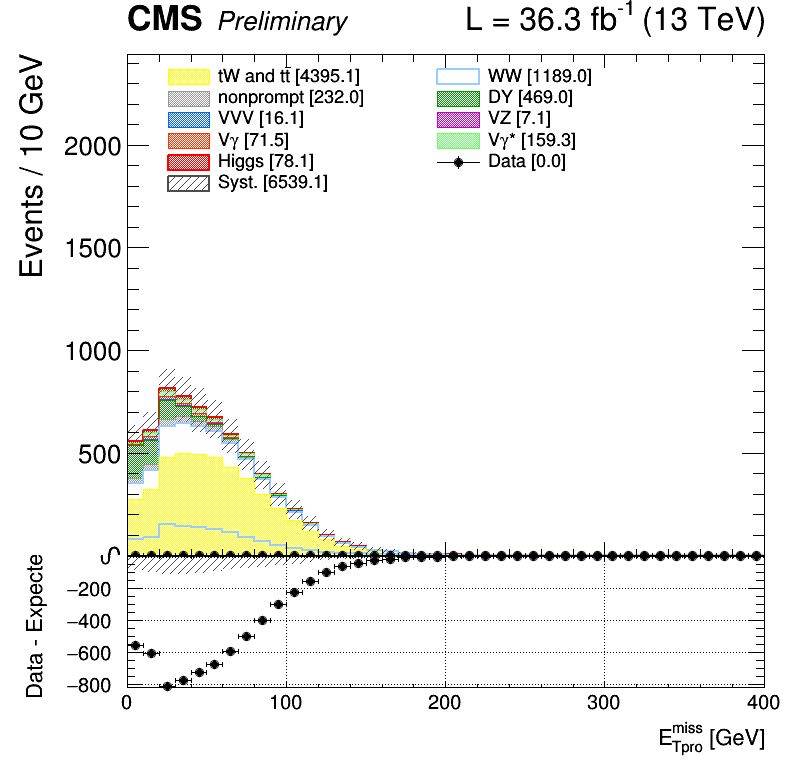 CMS Preliminary L = 36.3 fb⁻¹ (13 TeV)
Events / 10 GeV
tW and tt̄ [4395.1]
WW [1189.0]
nonprompt [232.0]
DY [469.0]
VVV [16.1]
VZ [7.1]
Vγ [71.5]
Vγ* [159.3]
Higgs [78.1]
Data [0.0]
Syst. [6539.1]
2000
1500
1000
500
0
Data - Expecte
−200
−400
−600
−800
0 100 200 300 400
E_Tpro^miss [GeV]